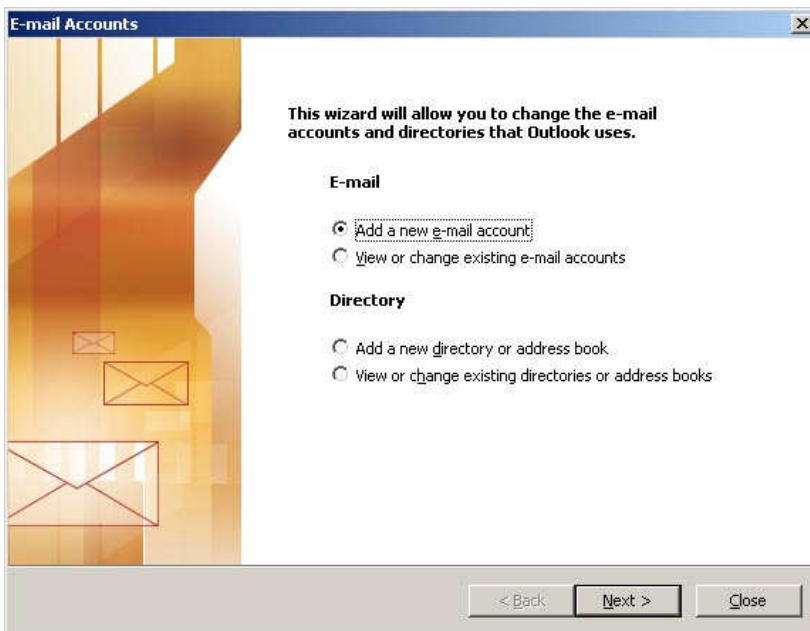 E-mail Accounts
This wizard will allow you to change the e-mail
accounts and directories that Outlook uses.
E-mail
Add a new e-mail account
View or change existing e-mail accounts
Directory
Add a new directory or address book
View or change existing directories or address books
< Back Next > Close